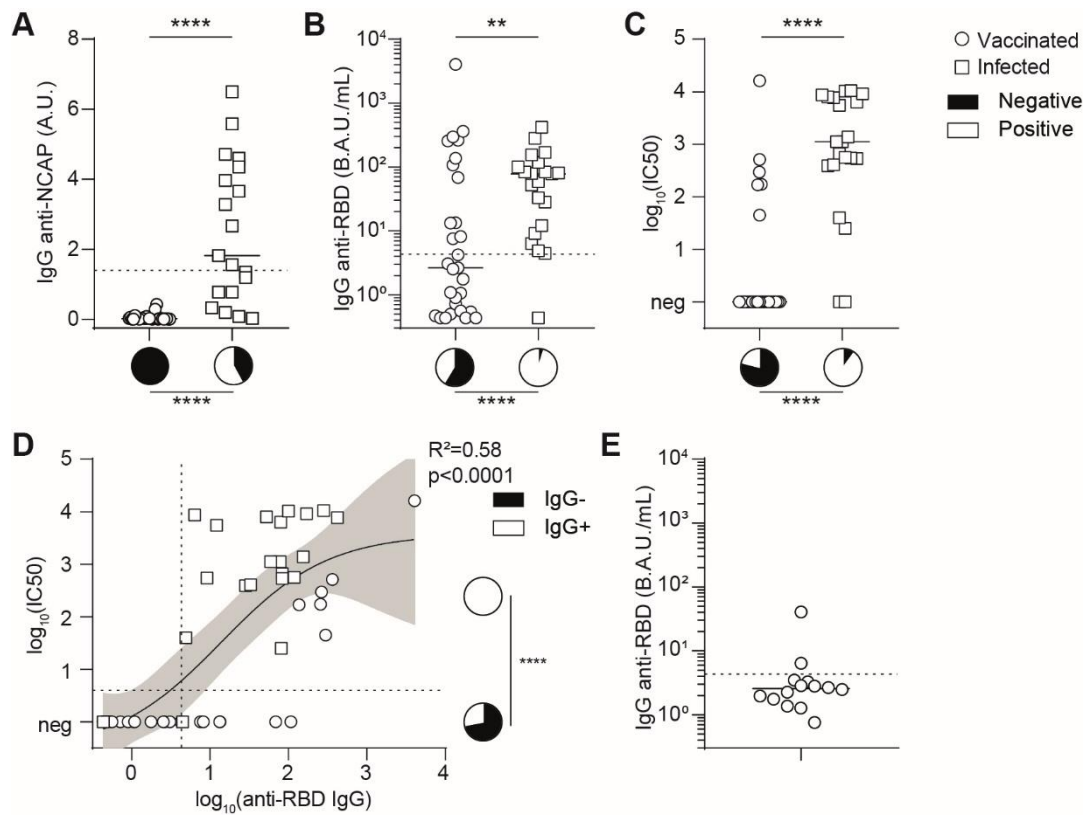 A
****
IgG anti-NCAP (A.U.)
8
6
4
2
0
****
B
**
IgG anti-RBD (B.A.U./mL)
10⁴
10³
10²
10¹
10⁰
****
C
****
log₁₀(IC50)
5
4
3
2
1
neg
****
Vaccinated
Infected
Negative
Positive
D
R²=0.58
p<0.0001
log₁₀(IC50)
5
4
3
2
1
neg
0
1
2
3
4
log₁₀(anti-RBD IgG)
IgG-
IgG+
****
E
IgG anti-RBD (B.A.U./mL)
10⁴
10³
10²
10¹
10⁰